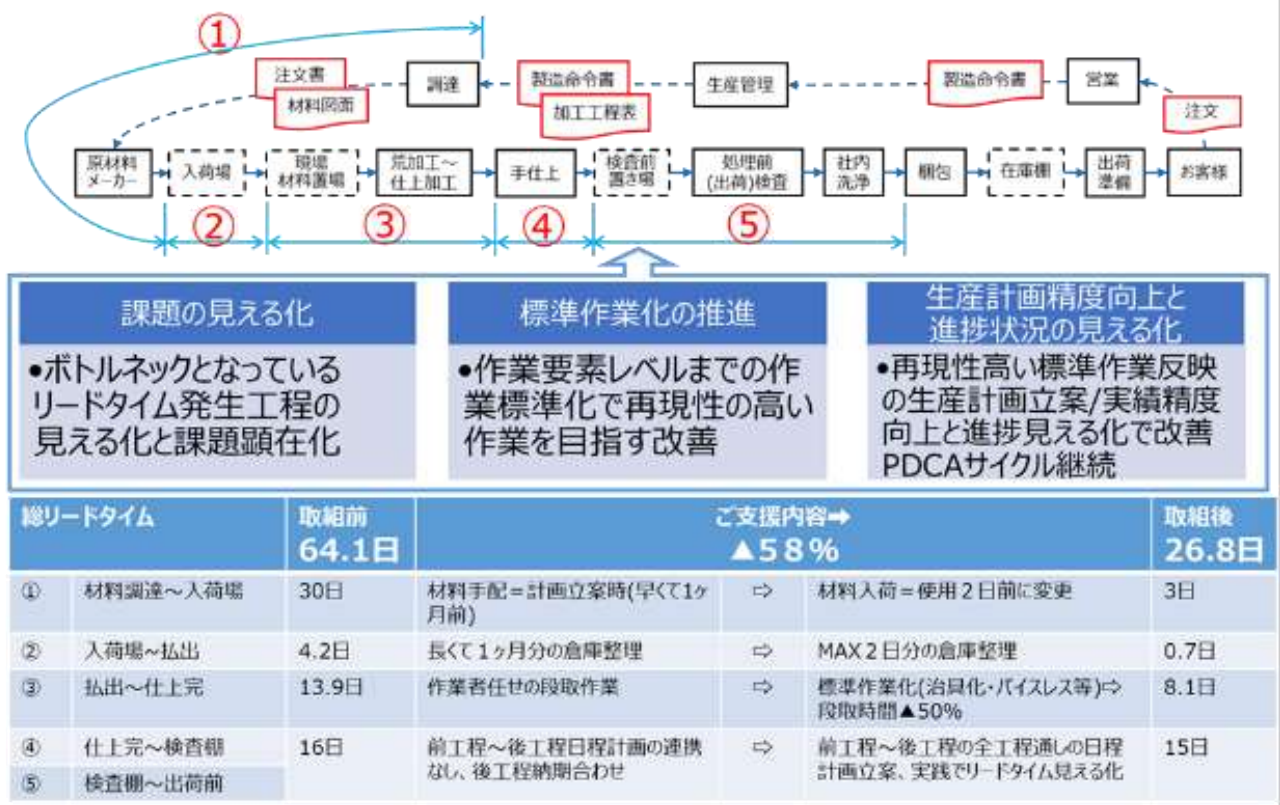 ①
注文書
材料図面
調達
製造命令書
加工工程表
生産管理
製造命令書
営業
注文
原材料
メーカー
入荷場
現場
材料置場
荒加工～
仕上加工
手仕上
検査前
置き場
処理前
(出荷)検査
社内
洗浄
梱包
在庫棚
出荷
準備
お客様
②
③
④
⑤
課題の見える化
•ボトルネックとなっている
リードタイム発生工程の
見える化と課題顕在化
標準作業化の推進
•作業要素レベルまでの作
業標準化で再現性の高い
作業を目指す改善
生産計画精度向上と
進捗状況の見える化
•再現性高い標準作業反映
の生産計画立案/実績精度
向上と進捗見える化で改善
PDCAサイクル継続
総リードタイム
取組前
64.1日
ご支援内容➡
▲58%
取組後
26.8日
① 材料調達～入荷場 30日
材料手配＝計画立案時(早くて1ヶ
月前)
⇨ 材料入荷＝使用２日前に変更 3日
② 入荷場～払出 4.2日 長くて１ヶ月分の倉庫整理 ⇨ MAX２日分の倉庫整理 0.7日
③ 払出～仕上完 13.9日 作業者任せの段取作業 ⇨ 標準作業化(治具化・バイスレス等)⇨
段取時間▲50%
8.1日
④ 仕上完～検査棚 16日
前工程～後工程日程計画の連携
なし、後工程納期合わせ
⇨ 前工程～後工程の全工程通しの日程
計画立案、実践でリードタイム見える化
15日
⑤ 検査棚～出荷前